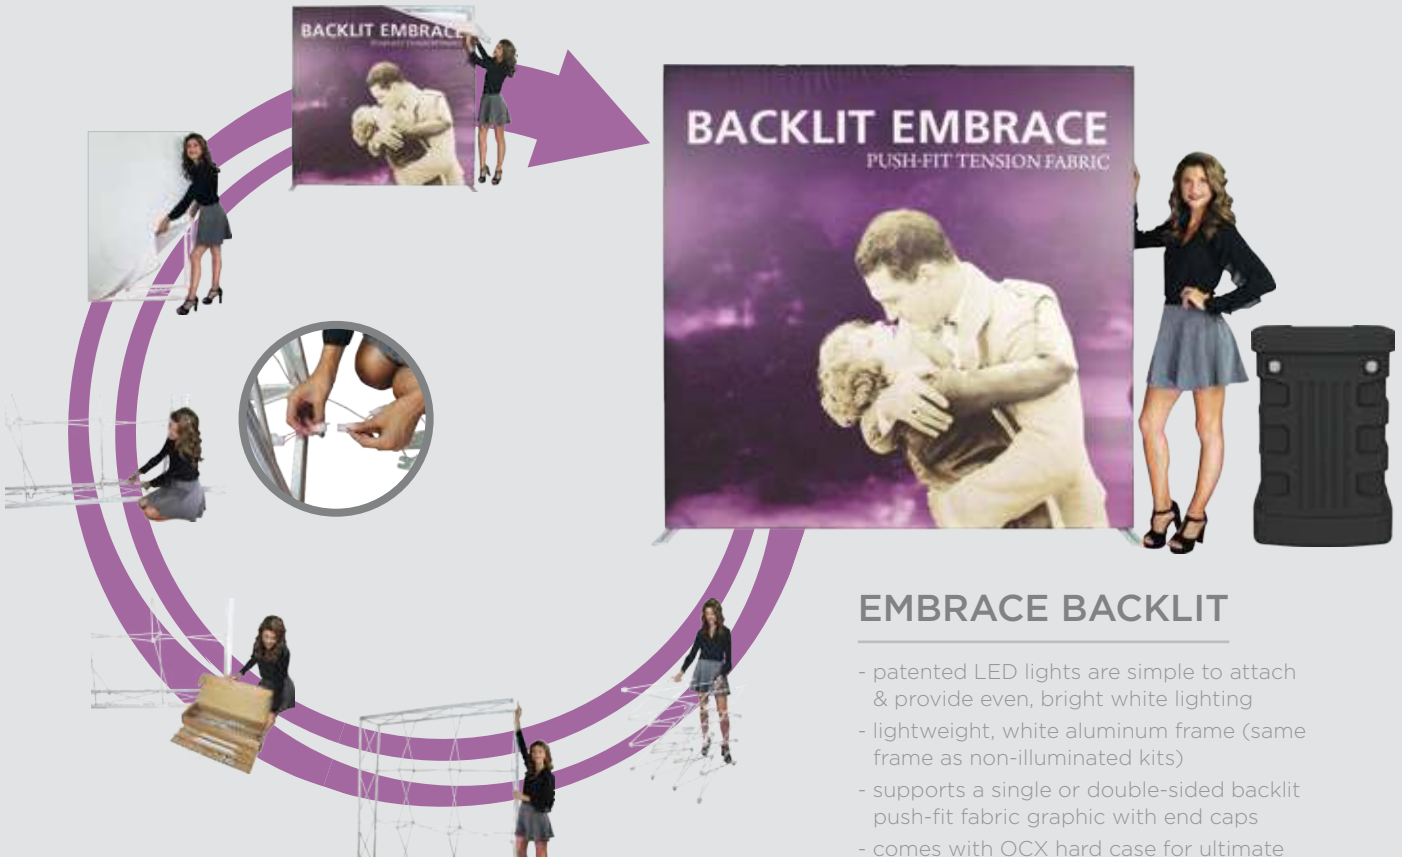 BACKLIT EMBRACE
BACKLIT EMBRACE
PUSH-FIT TENSION FABRIC
EMBRACE BACKLIT
- patented LED lights are simple to attach
& provide even, bright white lighting
- lightweight, white aluminum frame (same
frame as non-illuminated kits)
- supports a single or double-sided backlit
push-fit fabric graphic with end caps
- comes with OCX hard case for ultimate